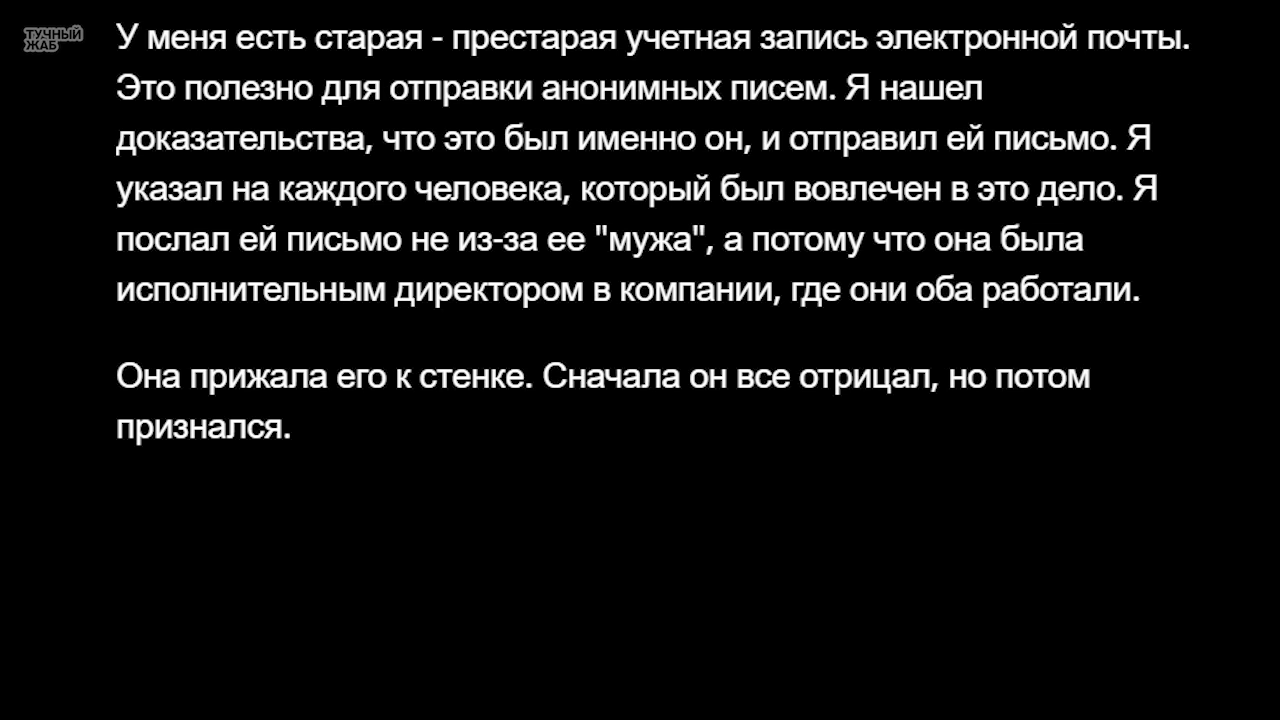 ТУЧНЫЙ
ЖАБ
У меня есть старая - престарая учетная запись электронной почты.
Это полезно для отправки анонимных писем. Я нашел
доказательства, что это был именно он, и отправил ей письмо. Я
указал на каждого человека, который был вовлечен в это дело. Я
послал ей письмо не из-за ее "мужа", а потому что она была
исполнительным директором в компании, где они оба работали.
Она прижала его к стенке. Сначала он все отрицал, но потом
признался.